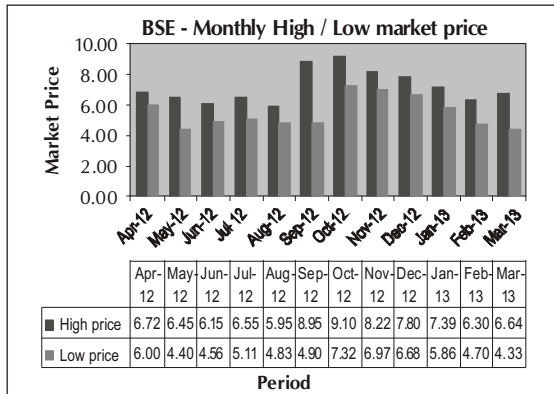 BSE - Monthly High / Low market price
10.00
8.00
6.00
4.00
2.00
0.00
Market Price
Apr-12 May-12 Jun-12 Jul-12 Aug-12 Sep-12 Oct-12 Nov-12 Dec-12 Jan-13 Feb-13 Mar-13
Apr- May- Jun- Jul- Aug- Sep- Oct- Nov- Dec- Jan- Feb- Mar-
12 12 12 12 12 12 12 12 12 13 13 13
High price 6.72 6.45 6.15 6.55 5.95 8.95 9.10 8.22 7.80 7.39 6.30 6.64
Low price 6.00 4.40 4.56 5.11 4.83 4.90 7.32 6.97 6.68 5.86 4.70 4.33
Period